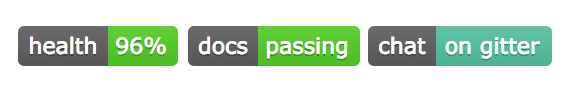 health 96% docs passing chat on gitter